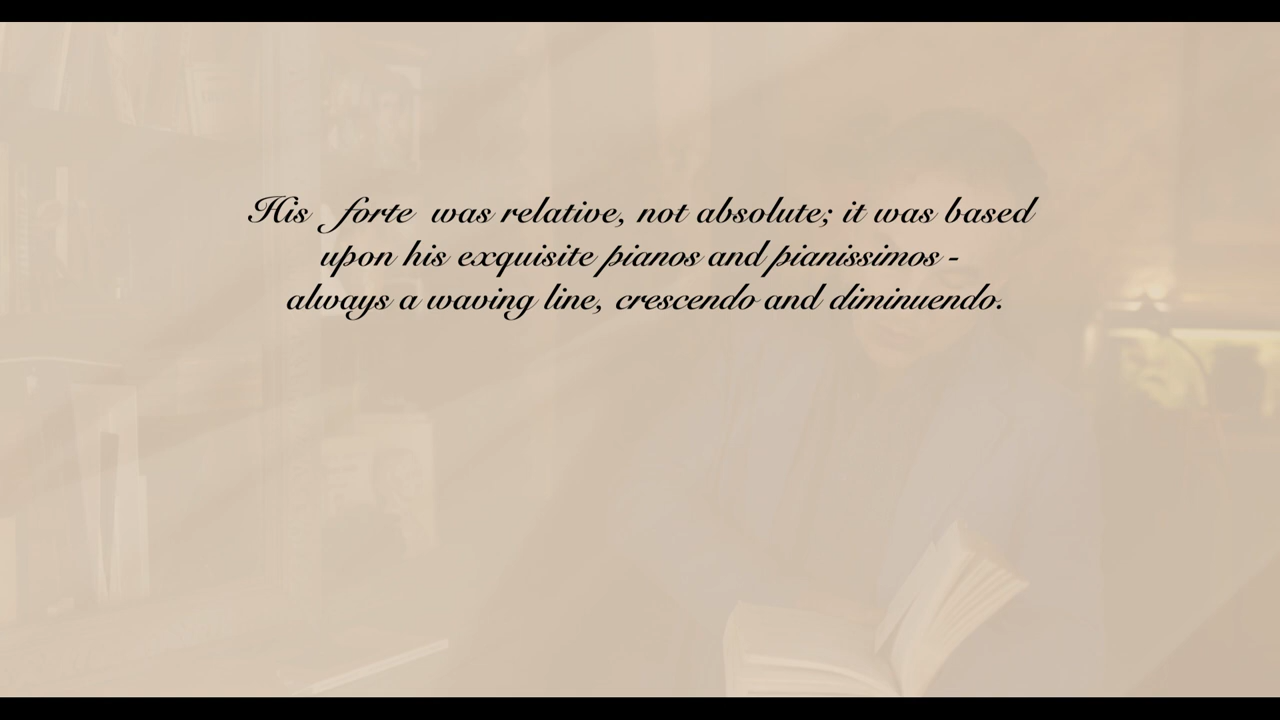 His forte was relative, not absolute; it was based
upon his exquisite pianos and pianissimos -
always a waving line, crescendo and diminuendo.